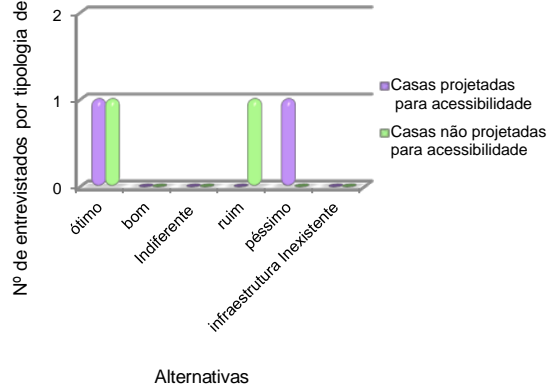 Nº de entrevistados por tipologia de
2
1
0
ótimo
bom
Indiferente
ruim
péssimo
infraestrutura Inexistente
Alternativas
Casas projetadas
para acessibilidade
Casas não projetadas
para acessibilidade